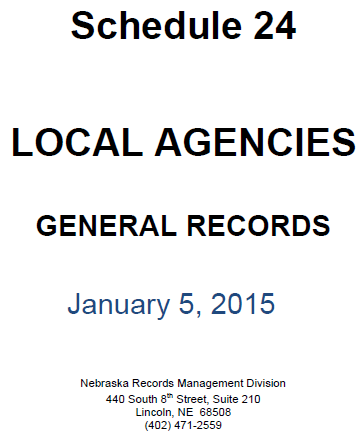 Schedule 24
LOCAL AGENCIES
GENERAL RECORDS
January 5, 2015
Nebraska Records Management Division
440 South 8th Street, Suite 210
Lincoln, NE  68508
(402) 471-2559